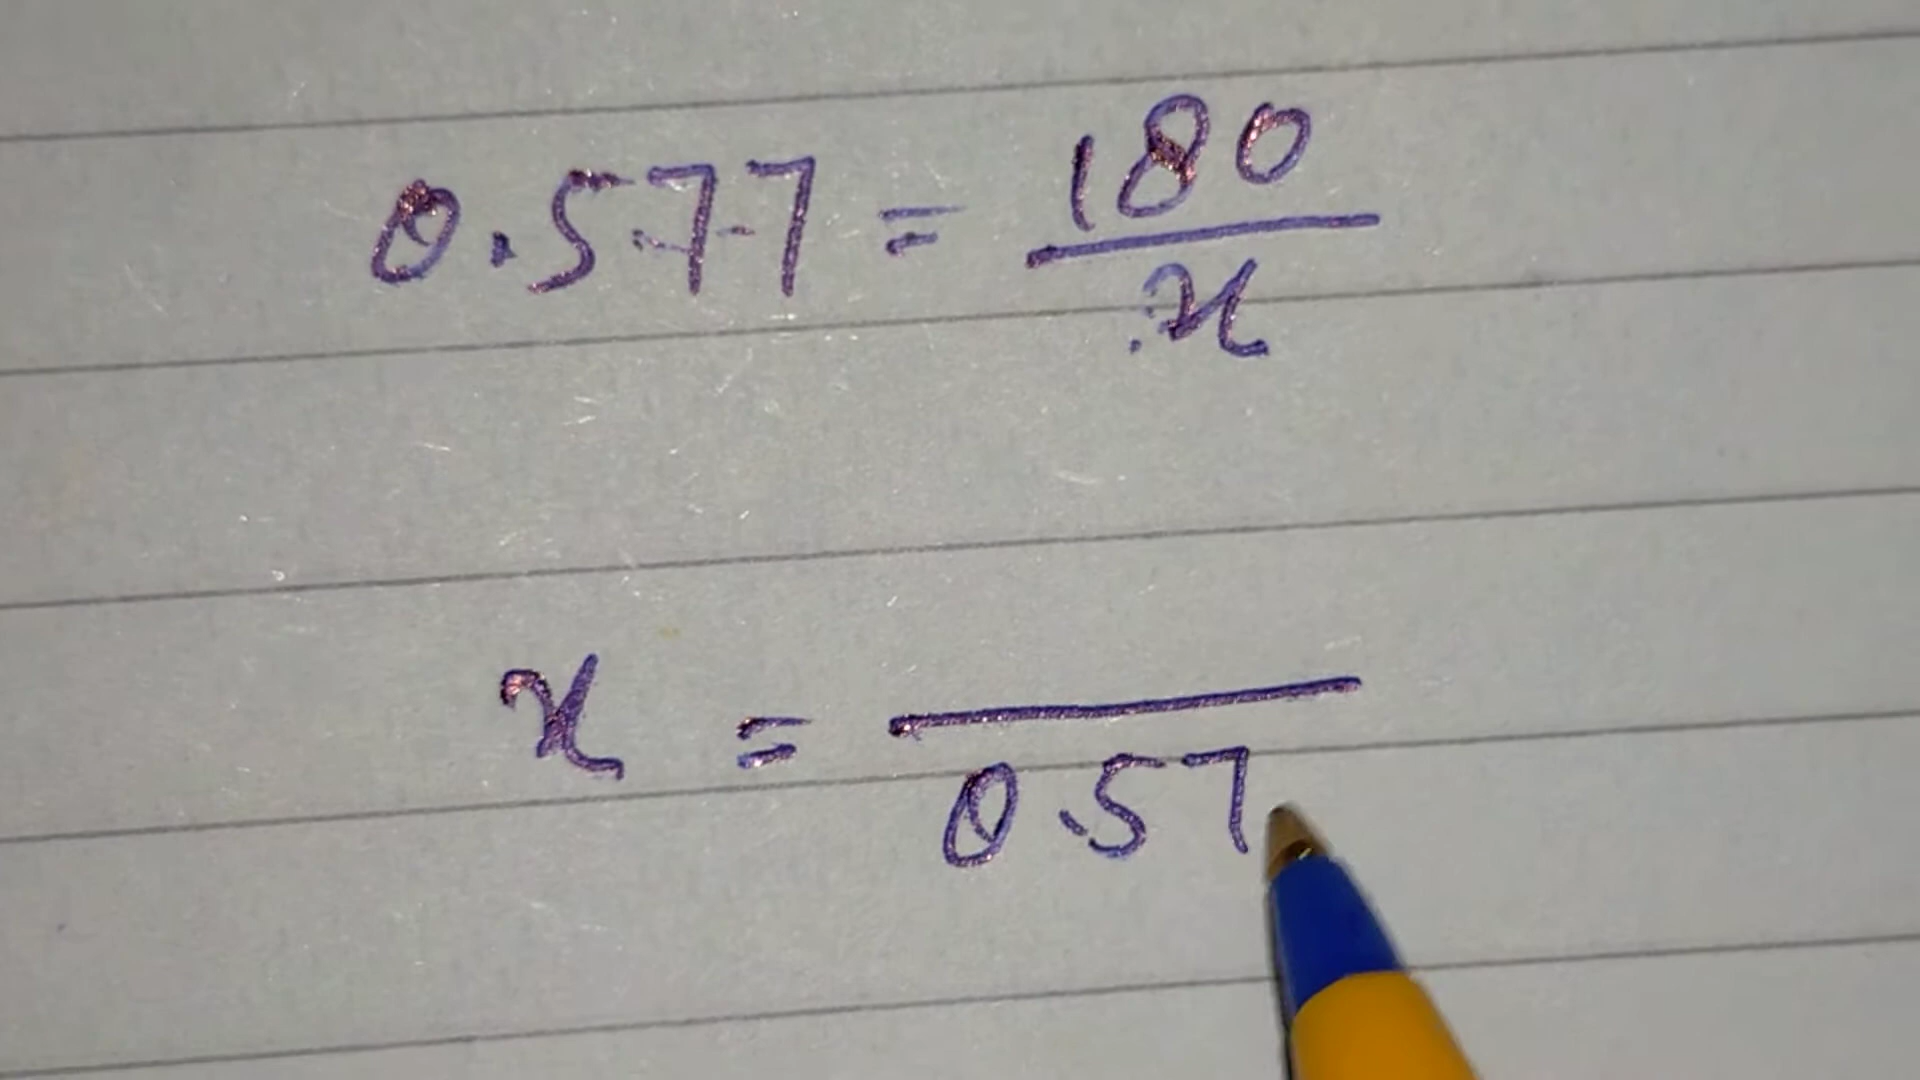 0.577 = 180/x
x = /0.57